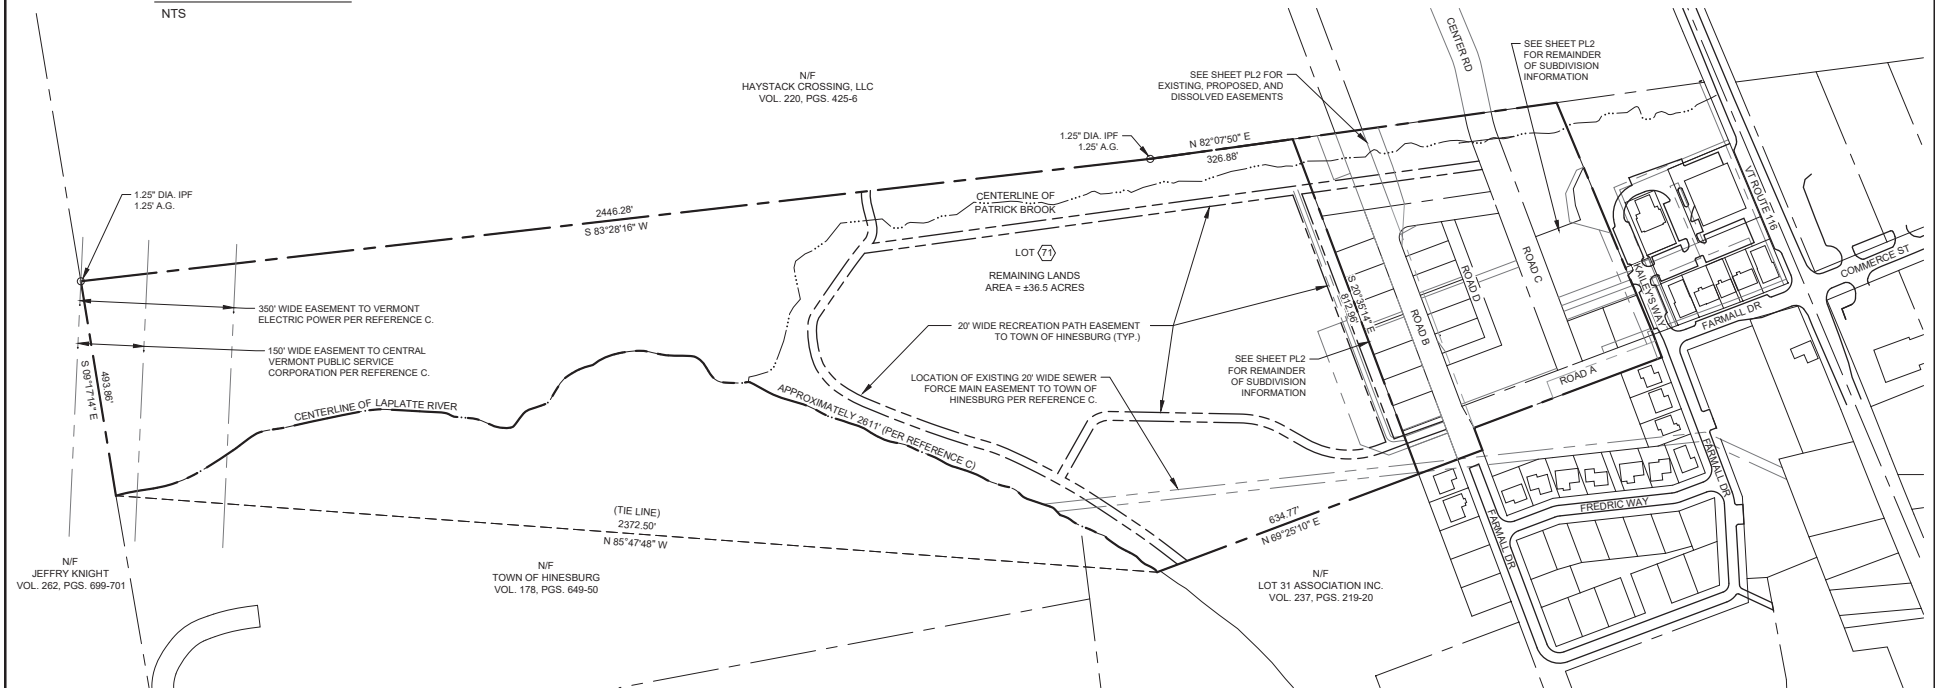 NTS
N/F
HAYSTACK CROSSING, LLC
VOL. 220, PGS. 425-6
SEE SHEET PL2 FOR
EXISTING, PROPOSED, AND
DISSOLVED EASEMENTS
CENTER RD
SEE SHEET PL2
FOR REMAINDER
OF SUBDIVISION
INFORMATION
1.25" DIA. IPF
1.25' A.G.
N 82°07'50" E
326.88'
1.25" DIA. IPF
1.25' A.G.
2446.28'
S 83°28'16" W
CENTERLINE OF
PATRICK BROOK
VT ROUTE 116
LOT 71
REMAINING LANDS
AREA = ±36.5 ACRES
S 20°35'14" E
812.96'
ROAD B
ROAD D
ROAD C
KAILEY'S WAY
COMMERCE ST
FARMALL DR
350' WIDE EASEMENT TO VERMONT
ELECTRIC POWER PER REFERENCE C.
150' WIDE EASEMENT TO CENTRAL
VERMONT PUBLIC SERVICE
CORPORATION PER REFERENCE C.
20' WIDE RECREATION PATH EASEMENT
TO TOWN OF HINESBURG (TYP.)
SEE SHEET PL2
FOR REMAINDER
OF SUBDIVISION
INFORMATION
ROAD A
493.86'
S 09°17'14" E
LOCATION OF EXISTING 20' WIDE SEWER
FORCE MAIN EASEMENT TO TOWN OF
HINESBURG PER REFERENCE C.
CENTERLINE OF LAPLATTE RIVER
APPROXIMATELY 2611' (PER REFERENCE C)
FARMALL DR
FREDRIC WAY
FARMALL DR
(TIE LINE)
2372.50'
N 85°47'48" W
634.77'
N 69°25'10" E
N/F
JEFFRY KNIGHT
VOL. 262, PGS. 699-701
N/F
TOWN OF HINESBURG
VOL. 178, PGS. 649-50
N/F
LOT 31 ASSOCIATION INC.
VOL. 237, PGS. 219-20